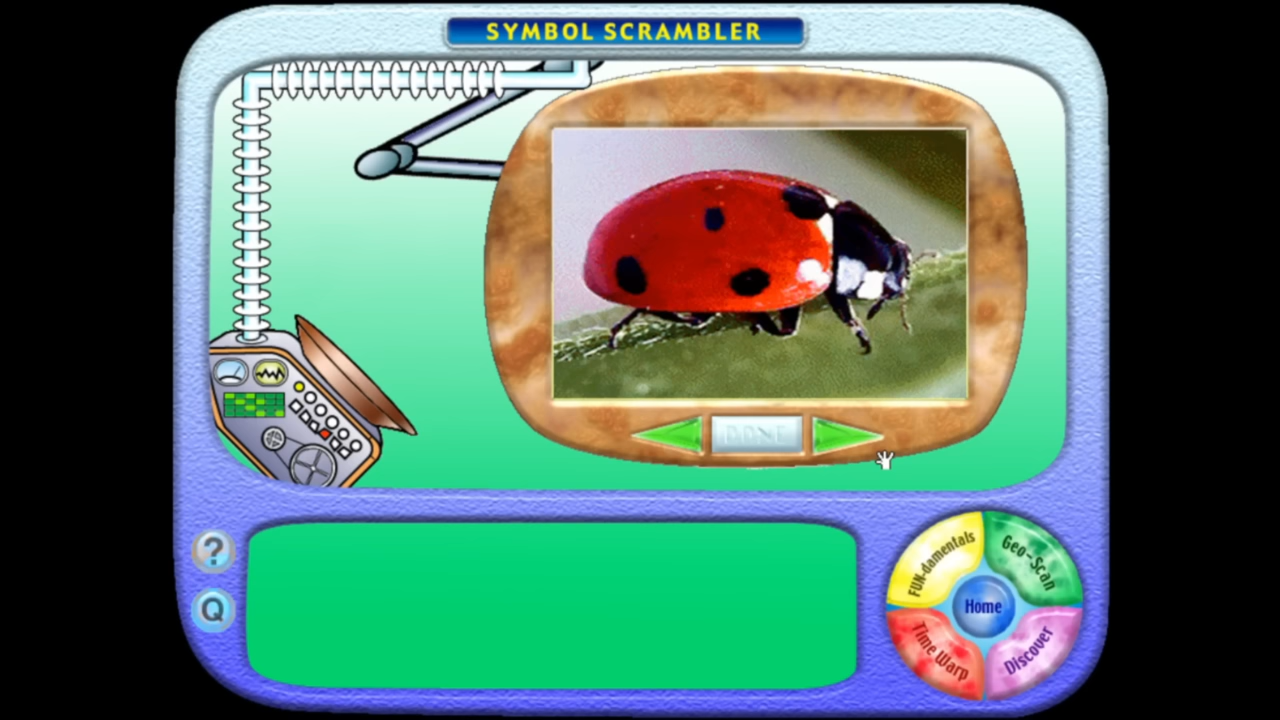 SYMBOL SCRAMBLER
DONE
?
Q
FUN-damentals
Geo-Scan
Home
Time Warp
Discover